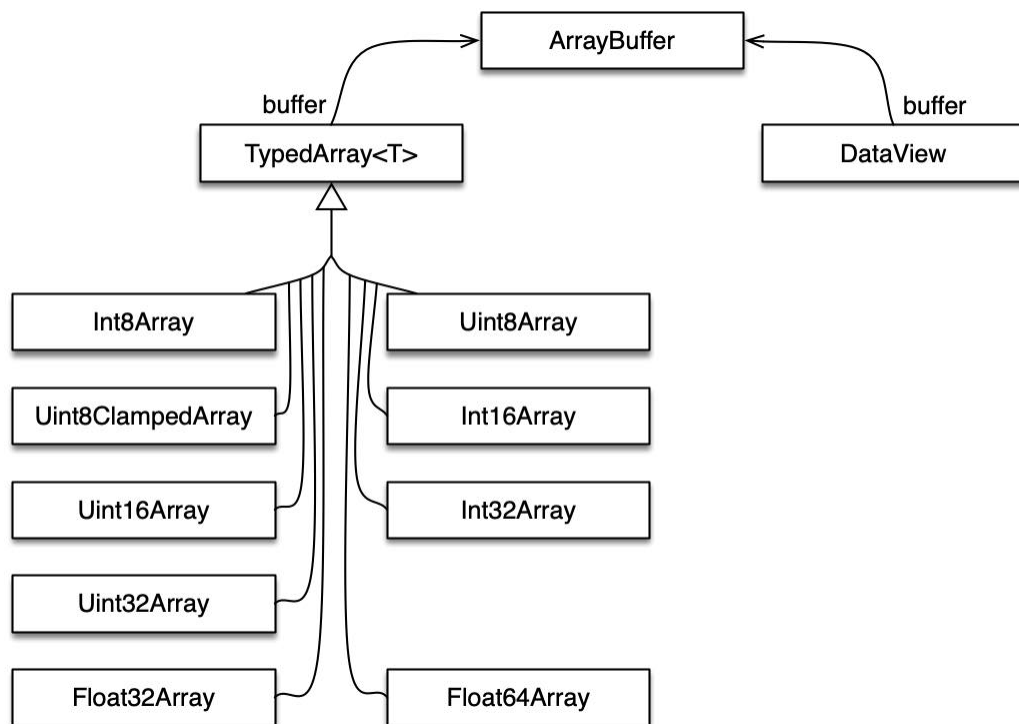 ArrayBuffer
buffer
buffer
TypedArray<T>
DataView
Int8Array
Uint8Array
Uint8ClampedArray
Int16Array
Uint16Array
Int32Array
Uint32Array
Float32Array
Float64Array